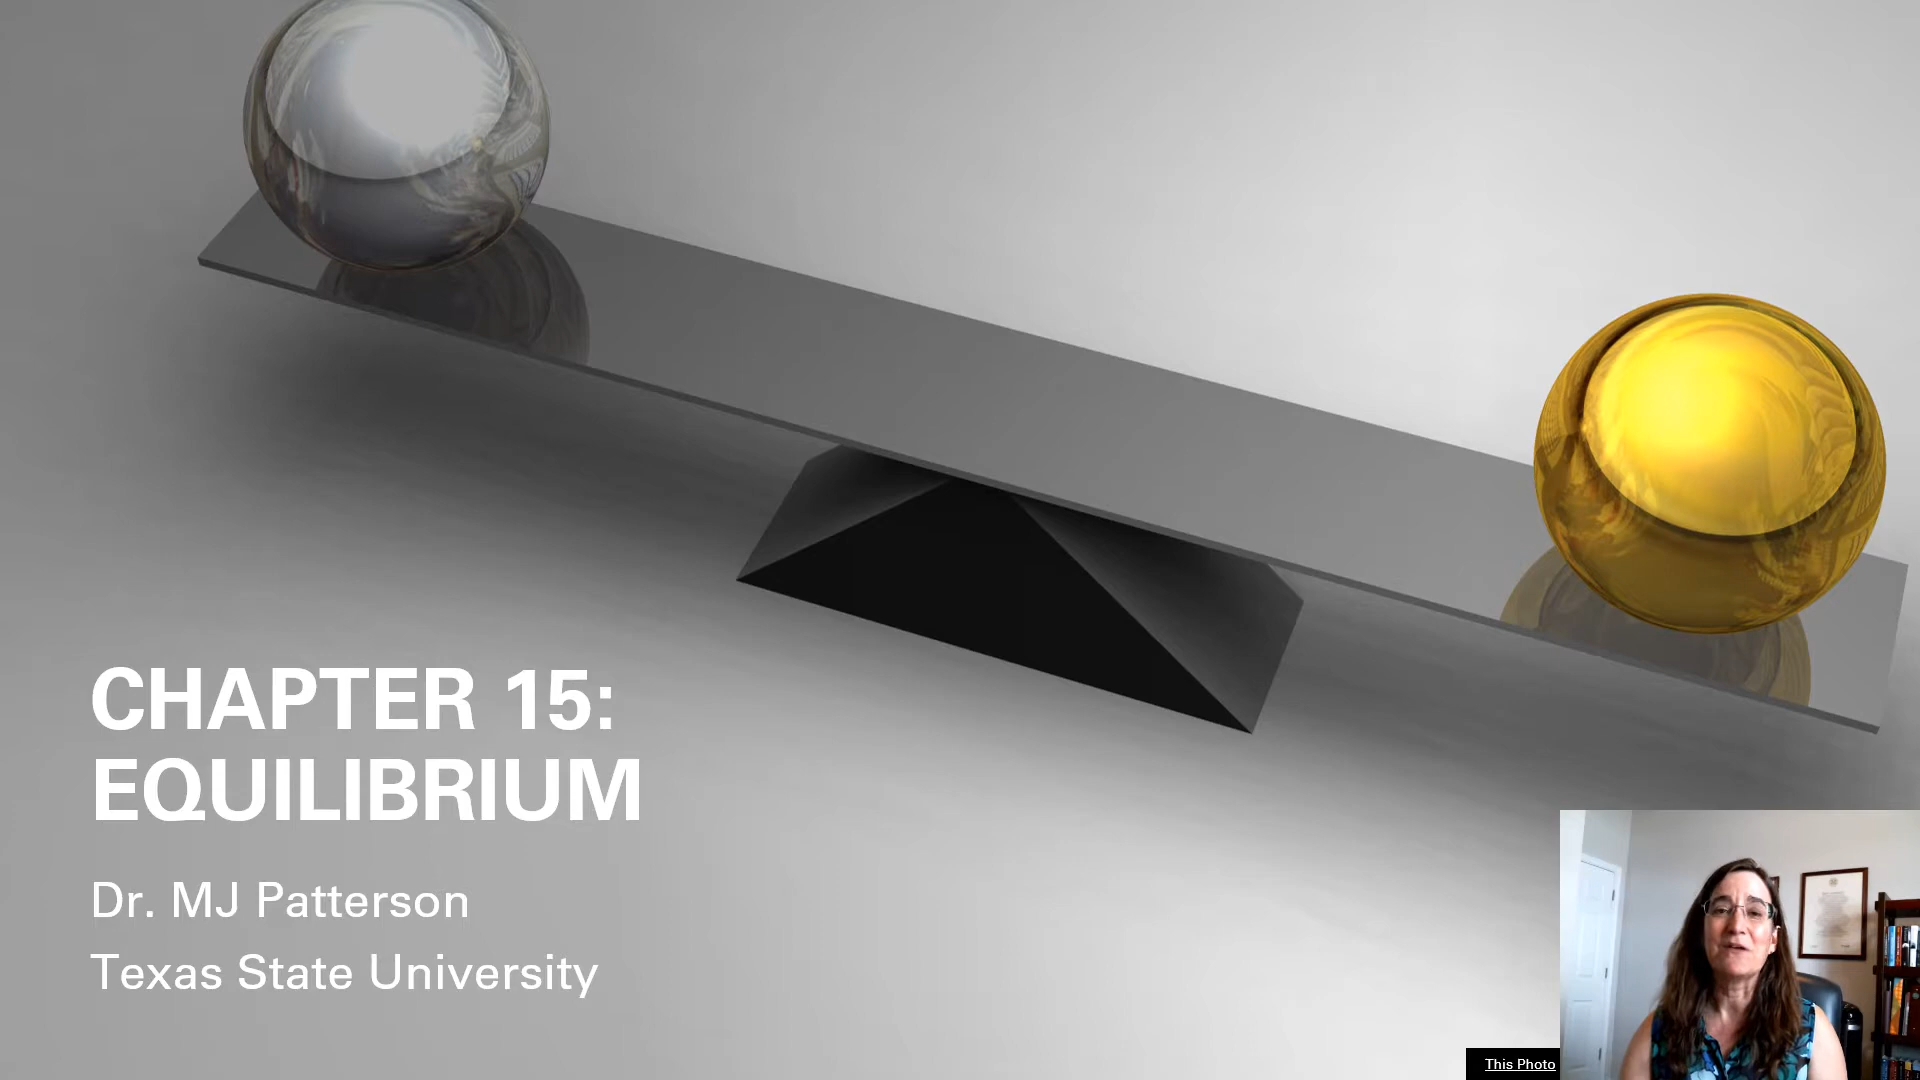 CHAPTER 15:
EQUILIBRIUM
Dr. MJ Patterson
Texas State University
This Photo